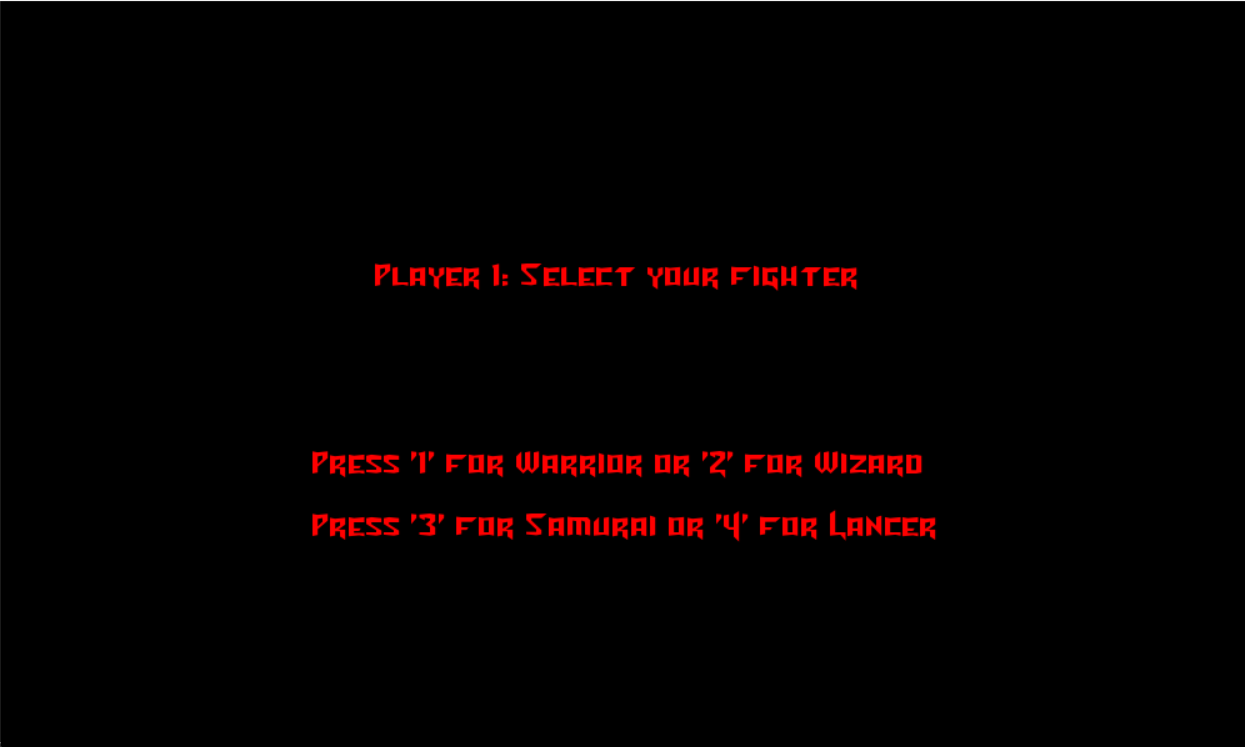 Player 1: Select your fighter
Press '1' for Warrior or '2' for Wizard
Press '3' for Samurai or '4' for Lancer